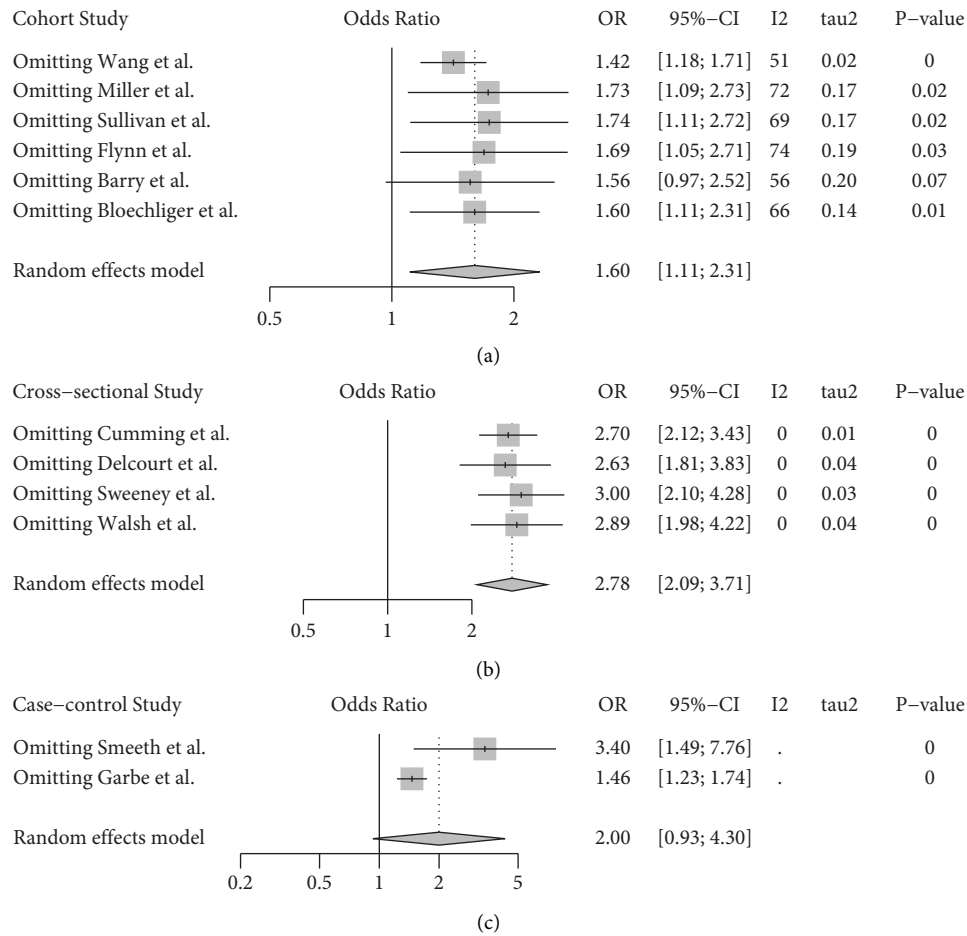 Cohort Study Odds Ratio OR 95%−CI I2 tau2 P−value
Omitting Wang et al. 1.42 [1.18; 1.71] 51 0.02 0
Omitting Miller et al. 1.73 [1.09; 2.73] 72 0.17 0.02
Omitting Sullivan et al. 1.74 [1.11; 2.72] 69 0.17 0.02
Omitting Flynn et al. 1.69 [1.05; 2.71] 74 0.19 0.03
Omitting Barry et al. 1.56 [0.97; 2.52] 56 0.20 0.07
Omitting Bloechliger et al. 1.60 [1.11; 2.31] 66 0.14 0.01
Random effects model 1.60 [1.11; 2.31]
0.5 1 2
(a)
Cross−sectional Study Odds Ratio OR 95%−CI I2 tau2 P−value
Omitting Cumming et al. 2.70 [2.12; 3.43] 0 0.01 0
Omitting Delcourt et al. 2.63 [1.81; 3.83] 0 0.04 0
Omitting Sweeney et al. 3.00 [2.10; 4.28] 0 0.03 0
Omitting Walsh et al. 2.89 [1.98; 4.22] 0 0.04 0
Random effects model 2.78 [2.09; 3.71]
0.5 1 2
(b)
Case−control Study Odds Ratio OR 95%−CI I2 tau2 P−value
Omitting Smeeth et al. 3.40 [1.49; 7.76] . 0
Omitting Garbe et al. 1.46 [1.23; 1.74] . 0
Random effects model 2.00 [0.93; 4.30]
0.2 0.5 1 2 5
(c)